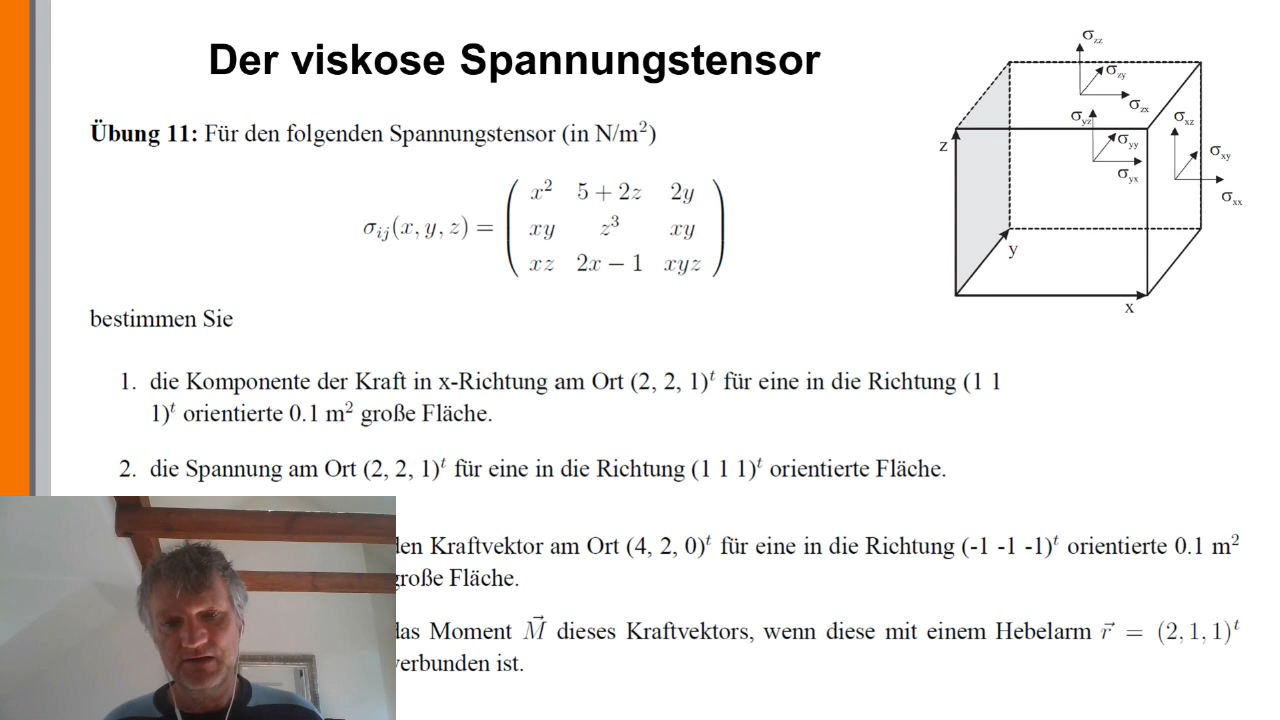 Der viskose Spannungstensor
Übung 11: Für den folgenden Spannungstensor (in N/m²)
σij(x, y, z) =
x² 5 + 2z 2y
xy z³ xy
xz 2x − 1 xyz
bestimmen Sie
1. die Komponente der Kraft in x-Richtung am Ort (2, 2, 1)ᵗ für eine in die Richtung (1 1
1)ᵗ orientierte 0.1 m² große Fläche.
2. die Spannung am Ort (2, 2, 1)ᵗ für eine in die Richtung (1 1 1)ᵗ orientierte Fläche.
Kraftvektor am Ort (4, 2, 0)ᵗ für eine in die Richtung (-1 -1 -1)ᵗ orientierte 0.1 m²
große Fläche.
das Moment M⃗ dieses Kraftvektors, wenn diese mit einem Hebelarm r⃗ = (2, 1, 1)ᵗ
verbunden ist.
σzz
σzy
σzx
σyz
σyy
σyx
σxz
σxy
σxx
z
y
x